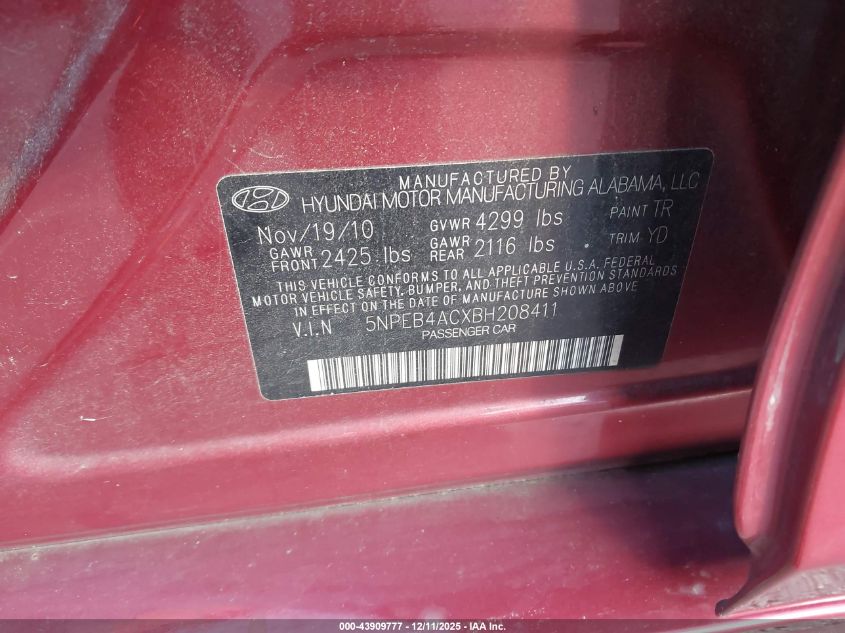 MANUFACTURED BY
HYUNDAI MOTOR MANUFACTURING ALABAMA, LLC
Nov/19/10 GVWR 4299 lbs PAINT TR
GAWR FRONT 2425 lbs GAWR REAR 2116 lbs TRIM YD
THIS VEHICLE CONFORMS TO ALL APPLICABLE U.S.A. FEDERAL
MOTOR VEHICLE SAFETY, BUMPER, AND THEFT PREVENTION STANDARDS
IN EFFECT ON THE DATE OF MANUFACTURE SHOWN ABOVE
V.I.N 5NPEB4ACXBH208411
PASSENGER CAR
000-43909777 - 12/11/2025 - IAA Inc.